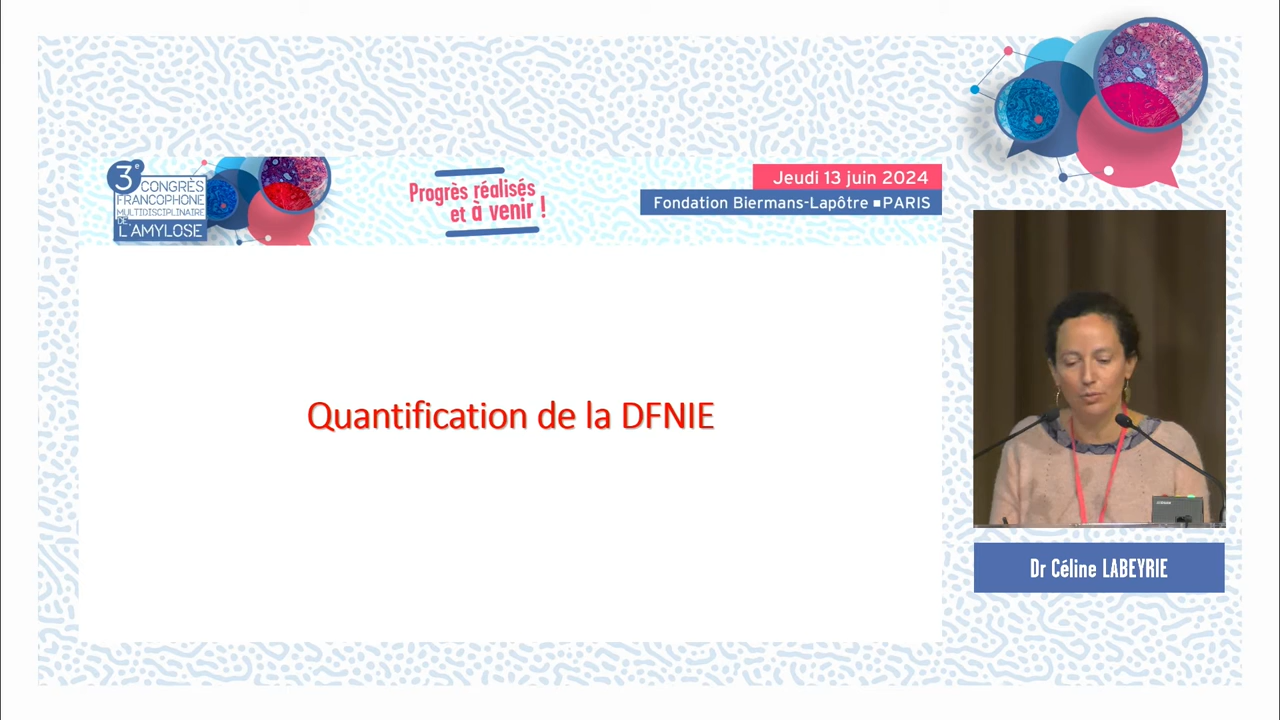 3e
CONGRÈS
FRANCOPHONE
MULTIDISCIPLINAIRE
DE
L'AMYLOSE
Progrès réalisés
et à venir !
Jeudi 13 juin 2024
Fondation Biermans-Lapôtre ■ PARIS
Quantification de la DFNIE
Dr Céline LABEYRIE